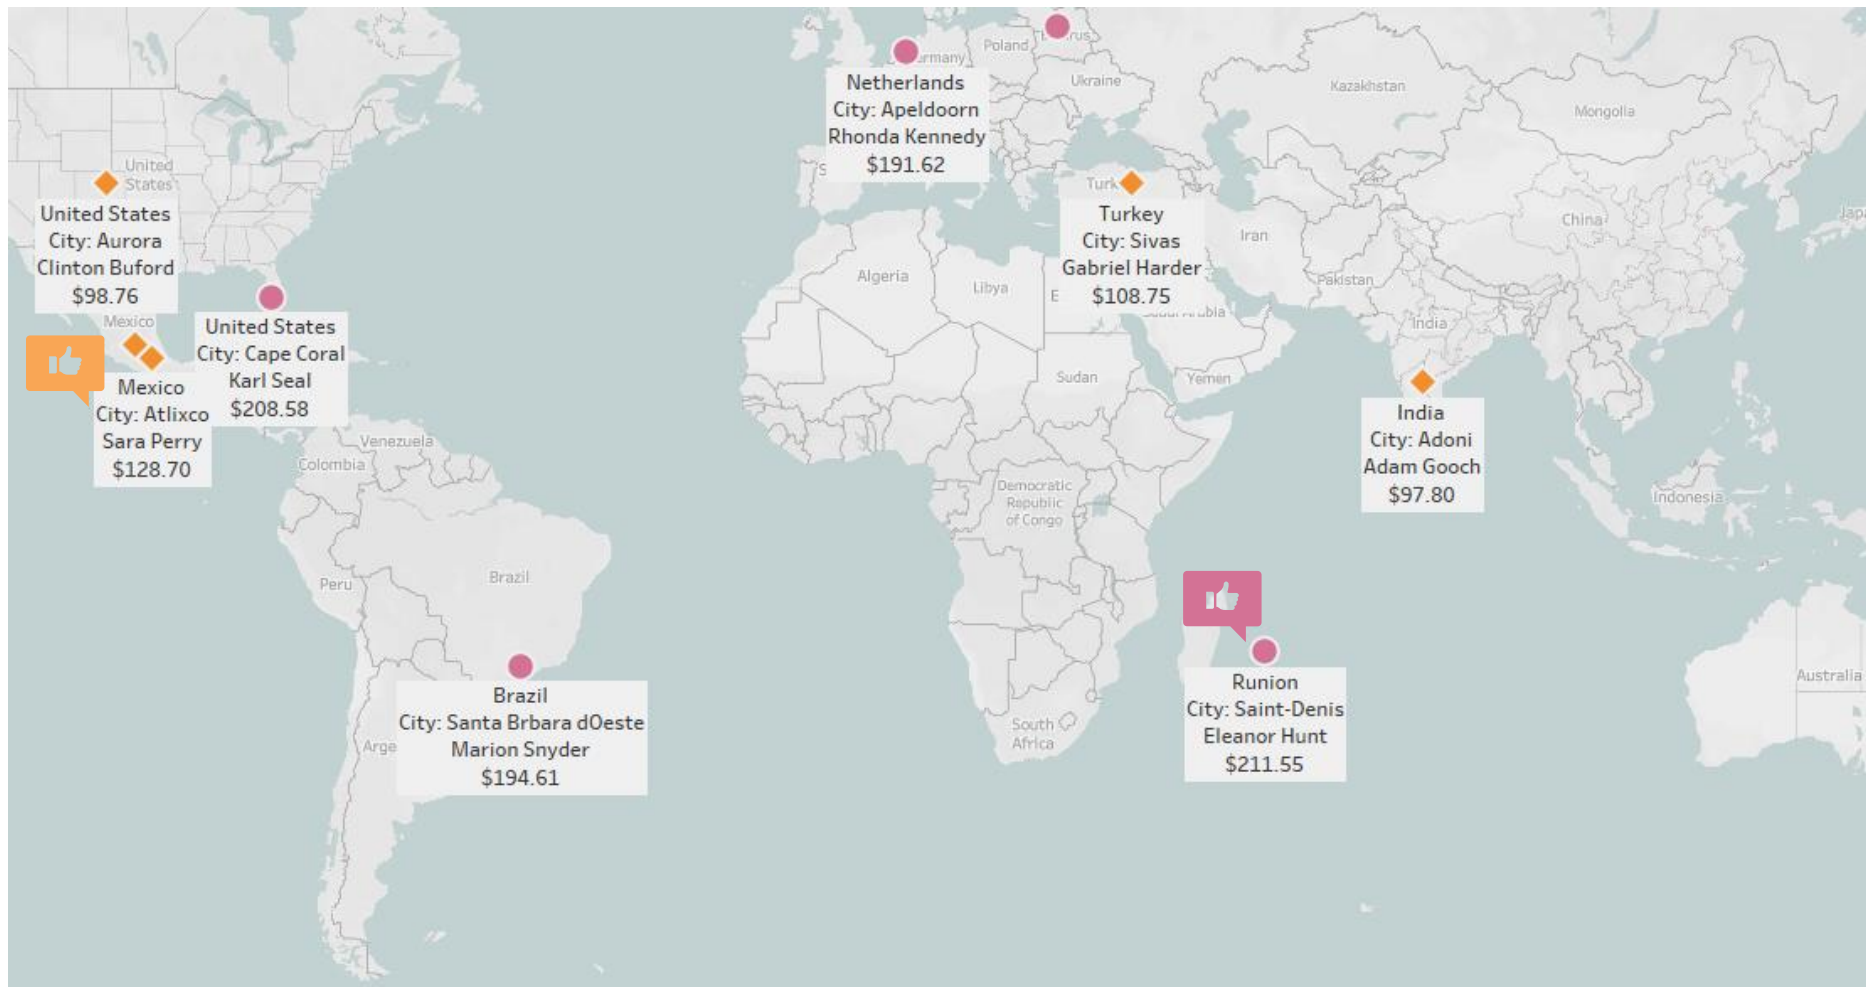 Poland
rus
rmany
Ukraine
Kazakhstan
Mongolia
Netherlands
City: Apeldoorn
Rhonda Kennedy
$191.62
United
States
Turk
China
Iran
Pakistan
India
Turkey
City: Sivas
Gabriel Harder
$108.75
United States
City: Aurora
Clinton Buford
$98.76
Algeria
Libya
E
Mexico
United States
City: Cape Coral
Karl Seal
$208.58
Mexico
City: Atlixco
Sara Perry
$128.70
Sudan
Yemen
India
City: Adoni
Adam Gooch
$97.80
Venezuela
Colombia
Democratic
Republic
of Congo
Indonesia
Peru
Brazil
Brazil
City: Santa Brbara dOeste
Marion Snyder
$194.61
Arge
Runion
City: Saint-Denis
Eleanor Hunt
$211.55
South
Africa
Australia